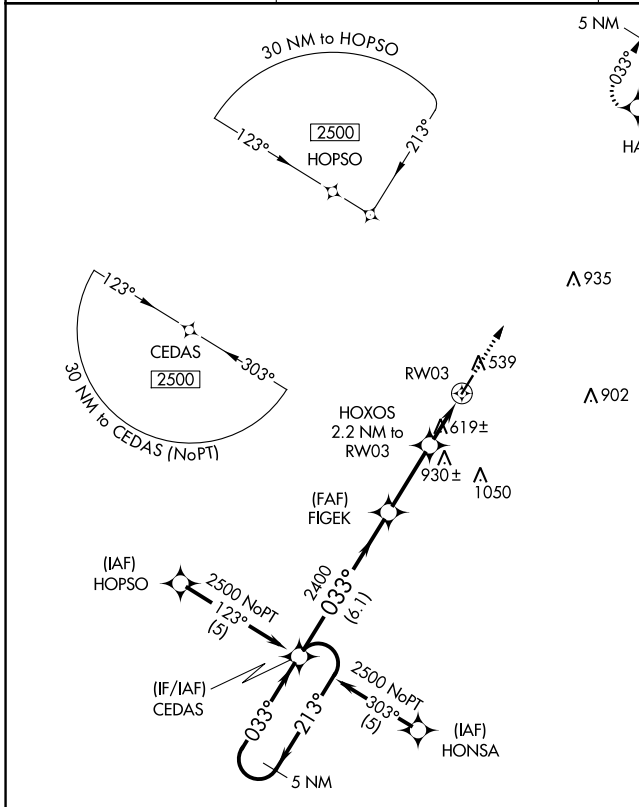 5 NM
30 NM to HOPSO
033°
123°
2500
213°
HOPSO
HA
123°
935
CEDAS
303°
2500
30 NM to CEDAS (NoPT)
RW03
539
902
HOXOS
2.2 NM to
RW03
619±
930±
1050
(FAF)
FIGEK
(IAF)
HOPSO
2500 NoPT
123°
(5)
2400
033°
(6.1)
(IF/IAF)
CEDAS
033°
213°
2500 NoPT
303°
(5)
(IAF)
HONSA
5 NM